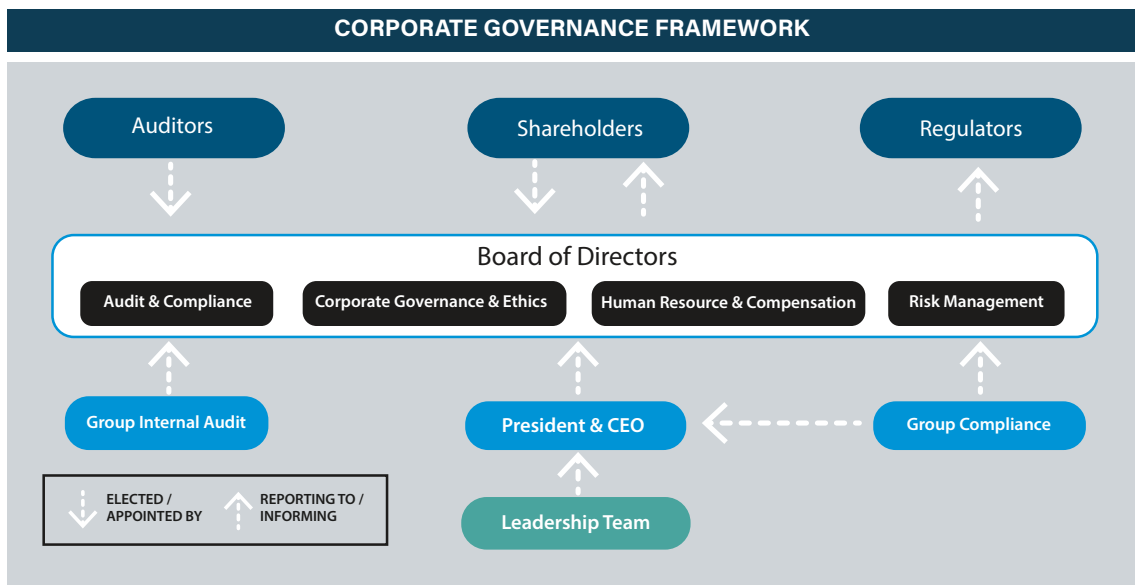 CORPORATE GOVERNANCE FRAMEWORK
Auditors
Shareholders
Regulators
Board of Directors
Audit & Compliance
Corporate Governance & Ethics
Human Resource & Compensation
Risk Management
Group Internal Audit
President & CEO
Group Compliance
ELECTED /
APPOINTED BY
REPORTING TO /
INFORMING
Leadership Team